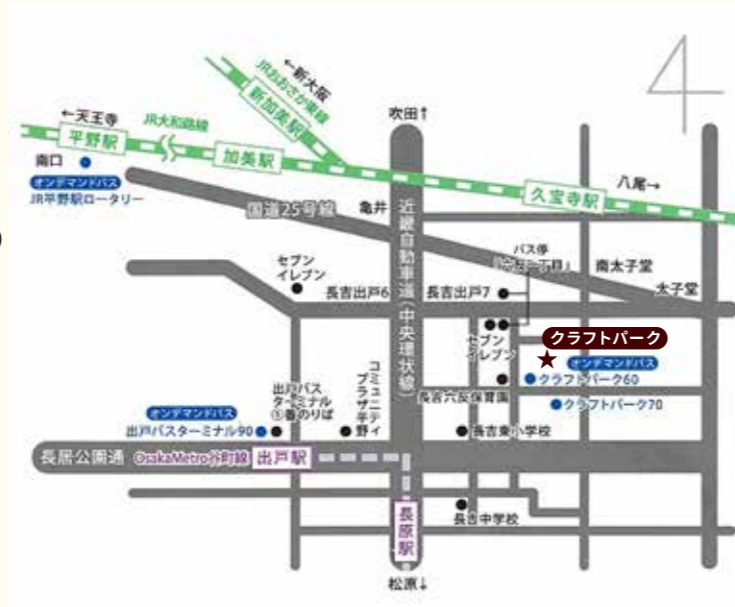 ←新大阪
JRおおさか東線
新加美駅
吹田↑
←天王寺
JR大和路線
平野駅
加美駅
八尾→
久宝寺駅
南口
オンデマンドバス
JR平野駅ロータリー
国道25号線
亀井
近畿自動車道(中央環状線)
バス停
「六反一丁目」
南太子堂
太子堂
セブン
イレブン
長吉出戸6
長吉出戸7
セブン
イレブン
クラフトパーク
オンデマンドバス
クラフトパーク60
クラフトパーク70
長吉六反保育園
コミュニティ
プラザ平野
出戸バス
ターミナル
①番のりば
オンデマンドバス
出戸バスターミナル90
長吉東小学校
長居公園通
OsakaMetro谷町線
出戸駅
長原駅
長吉中学校
松原↓